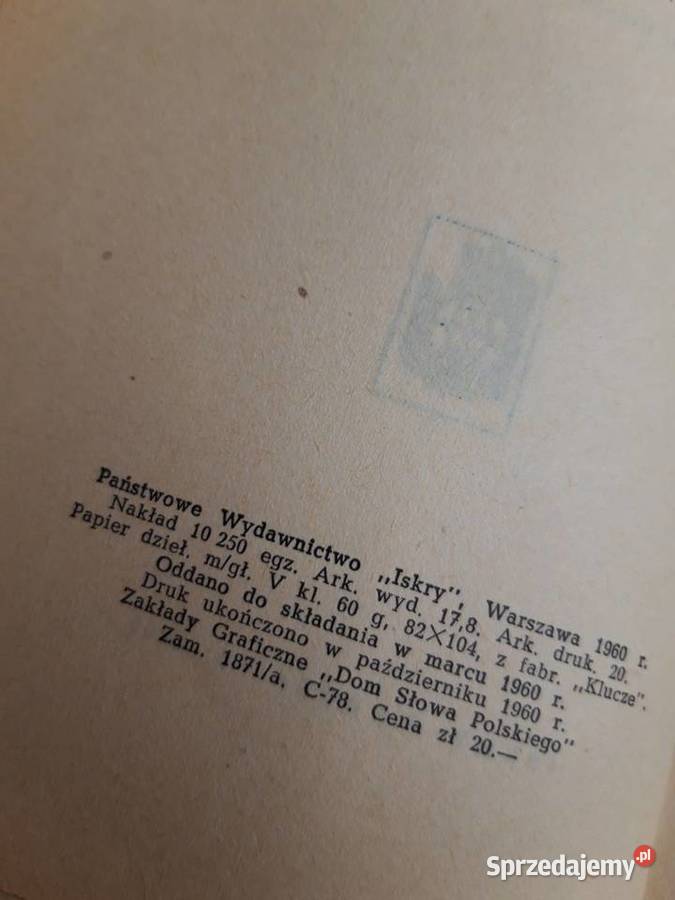 Państwowe Wydawnictwo „Iskry", Warszawa 1960 r.
Nakład 10 250 egz. Ark. wyd. 17,8. Ark. druk. 20.
Papier dzieł. m/gł. V kl. 60 g, 82×104, z fabr. „Klucze".
Oddano do składania w marcu 1960 r.
Druk ukończono w październiku 1960 r.
Zakłady Graficzne „Dom Słowa Polskiego"
Zam. 1871/a. C-78. Cena zł 20.—
Sprzedajemy.pl